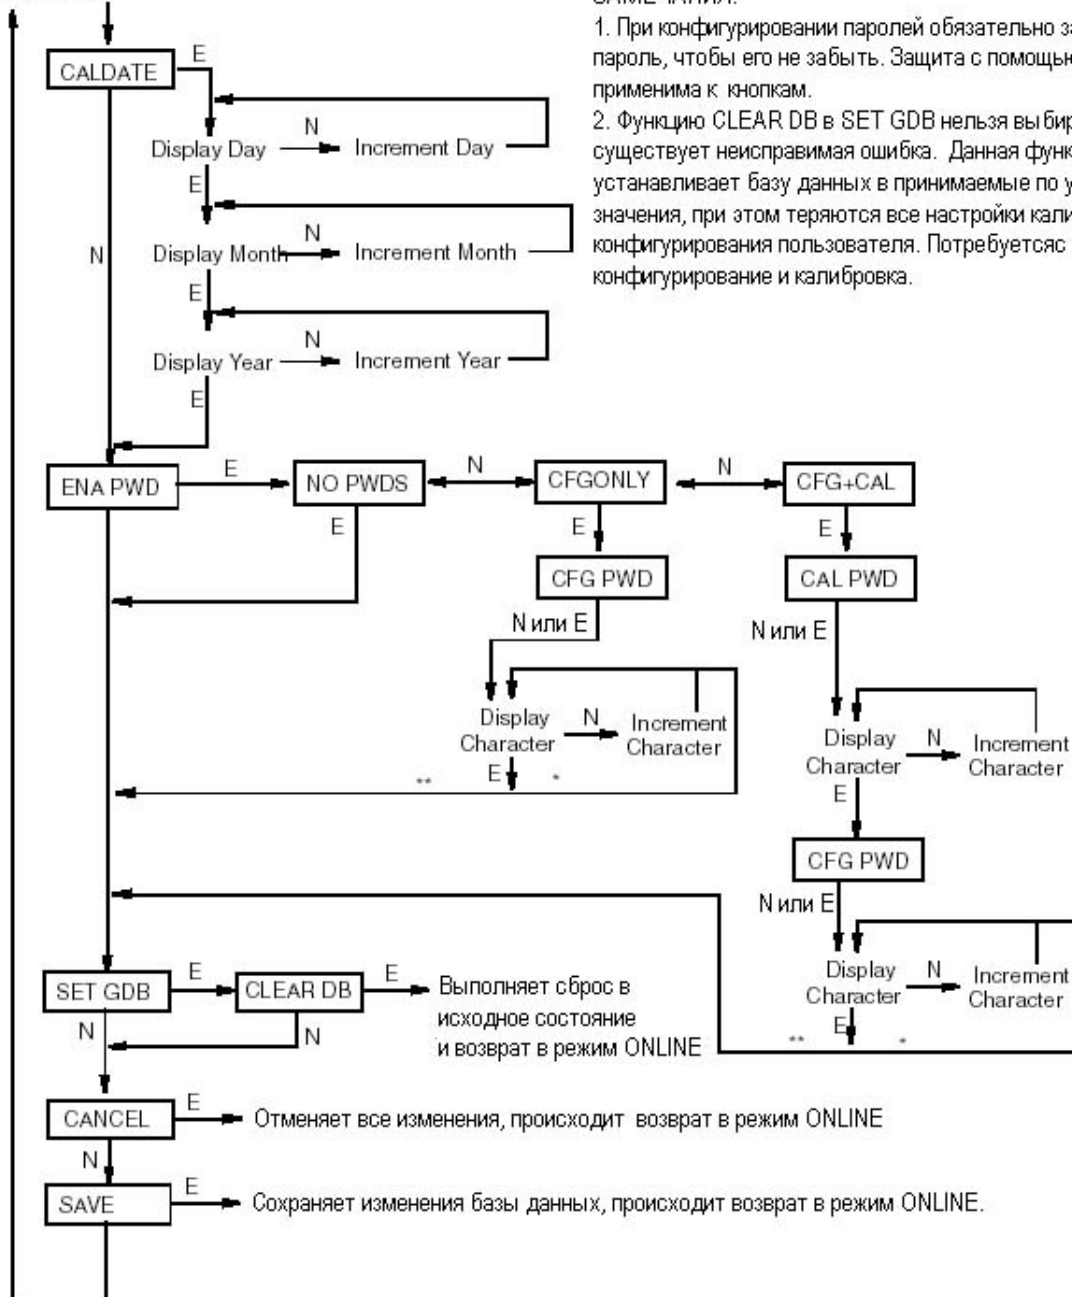 ЗАМЕЧАНИЯ:
1. При конфигурировании паролей обязательно
пароль, чтобы его не забыть. Защита с помощью
применима к кнопкам.
2. Функцию CLEAR DB в SET GDB нельзя
существует неисправимая ошибка. Данная
устанавливает базу данных в принимаемые по
значения, при этом теряются все настройки
конфигурирования пользователя. Потребуетсяс
конфигурирование и калибровка.
E
CALDATE
N
Display Day
Increment Day
E
N
N
Display Month
Increment Month
E
N
Display Year
Increment Year
E
ENA PWD
E
NO PWDS
N
CFGONLY
N
CFG+CAL
E
E
E
CFG PWD
CAL PWD
N или E
N или E
Display
Character
N
Increment
Character
E
**
*
Display
Character
N
Increment
Character
E
CFG PWD
N или E
Display
Character
N
Increment
Character
E
**
*
SET GDB
E
CLEAR DB
E
Выполняет сброс в
исходное состояние
и возврат в режим ONLINE
N
N
CANCEL
E
Отменяет все изменения, происходит возврат в режим ONLINE
N
SAVE
E
Сохраняет изменения базы данных, происходит возврат в режим ONLINE.